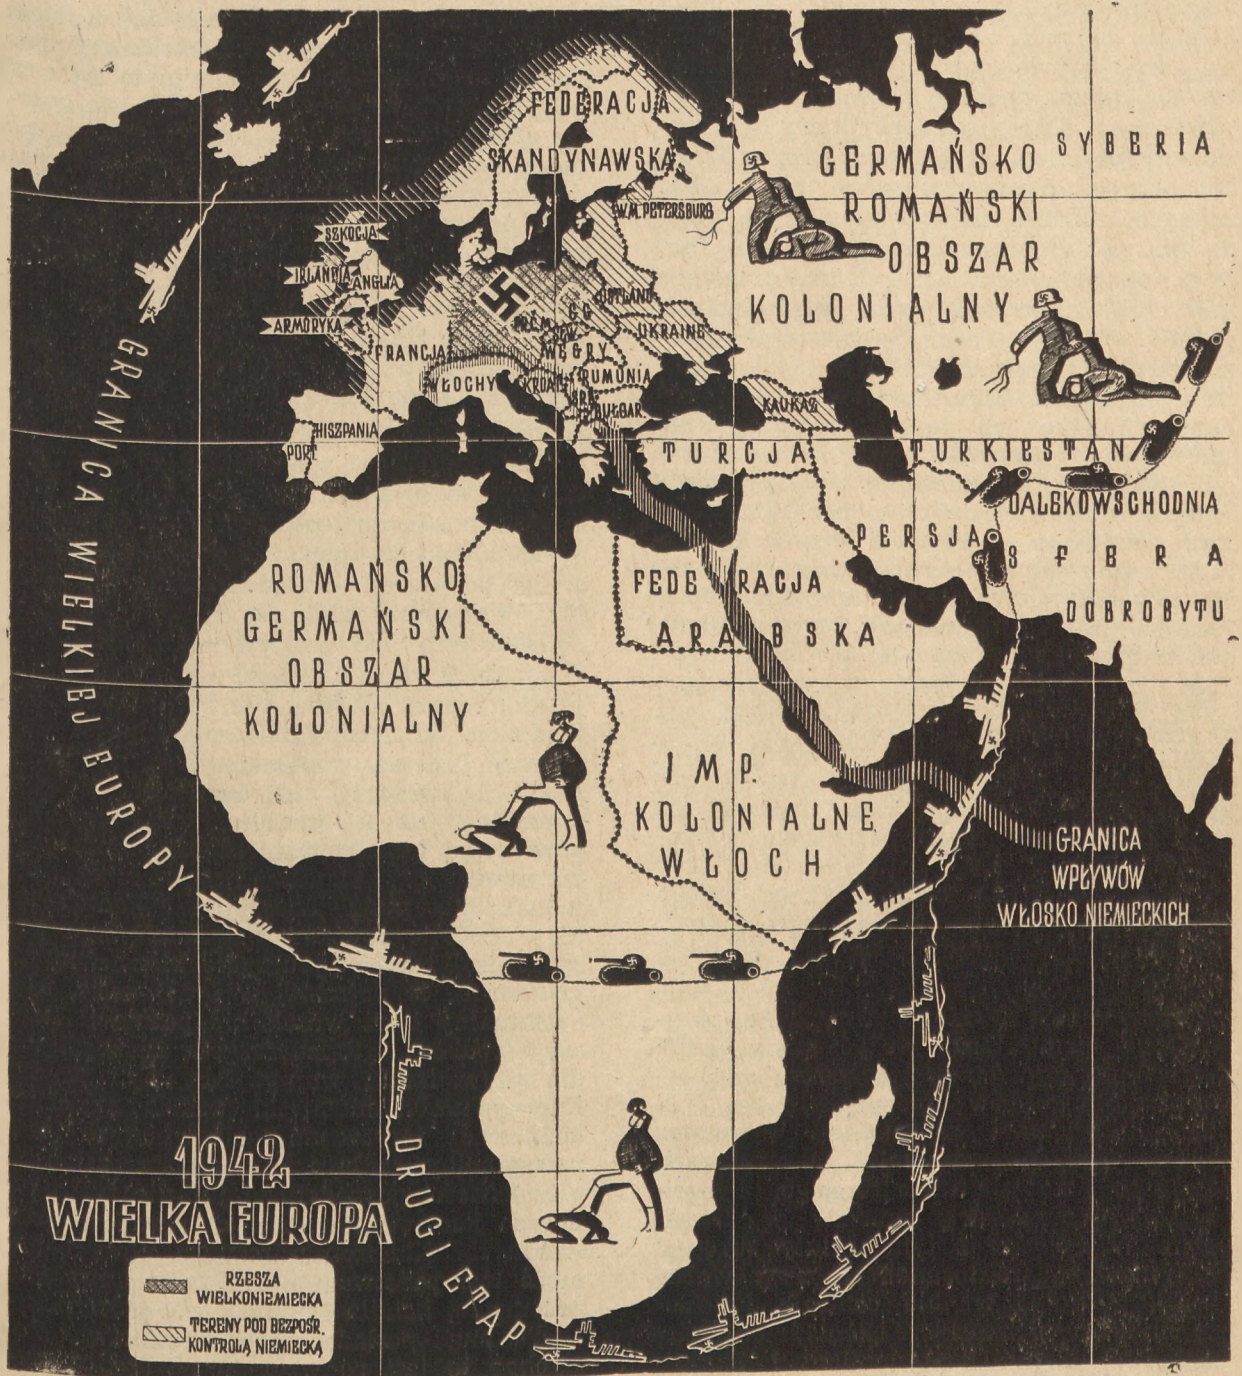 FEDERACJA
SKANDYNAWSKA
GERMAŃSKO
ROMAŃSKI
OBSZAR
KOLONIALNY
SYBERIA
W.M. PETERSBURG
SZKOCJA
IRLANDIA
ANGLIA
ARMORYKA
OSTLAND
G.G.
UKRAINE
FRANCJA
WĘGRY
WŁOCHY
KROAC.
RUMUNIA
BUŁGAR.
KAUKAZ
HISZPANIA
PORT.
TURCJA
TURKIESTAN
DALEKOWSCHODNIA
SFERA
DOBROBYTU
PERSJA
GRANICA WIELKIEJ EUROPY
ROMAŃSKO
GERMAŃSKI
OBSZAR
KOLONIALNY
FEDERACJA
ARABSKA
IMP.
KOLONIALNE
WŁOCH
GRANICA
WPŁYWÓW
WŁOSKO NIEMIECKICH
DRUGI ETAP
1942
WIELKA EUROPA
RZESZA
WIELKONIEMIECKA
TERENY POD BEZPOŚR.
KONTROLĄ NIEMIECKĄ